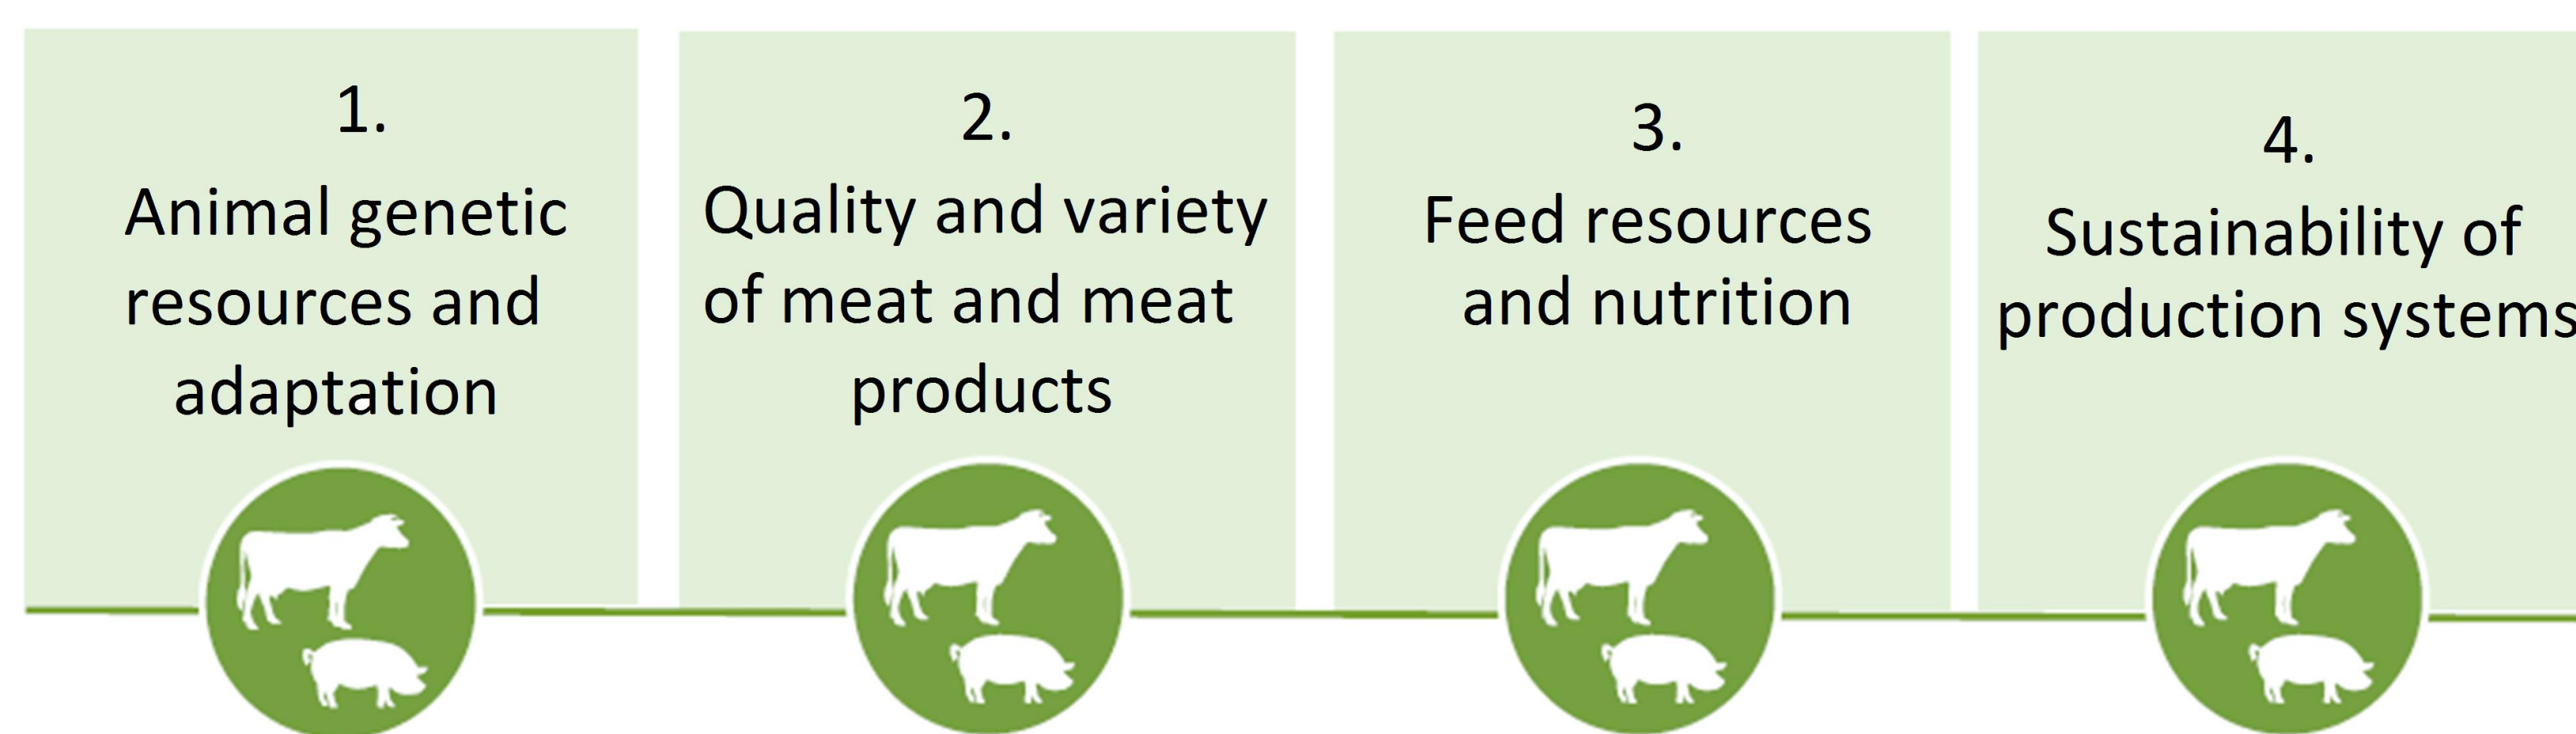 1.
Animal genetic
resources and
adaptation
2.
Quality and variety
of meat and meat
products
3.
Feed resources
and nutrition
4.
Sustainability of
production systems